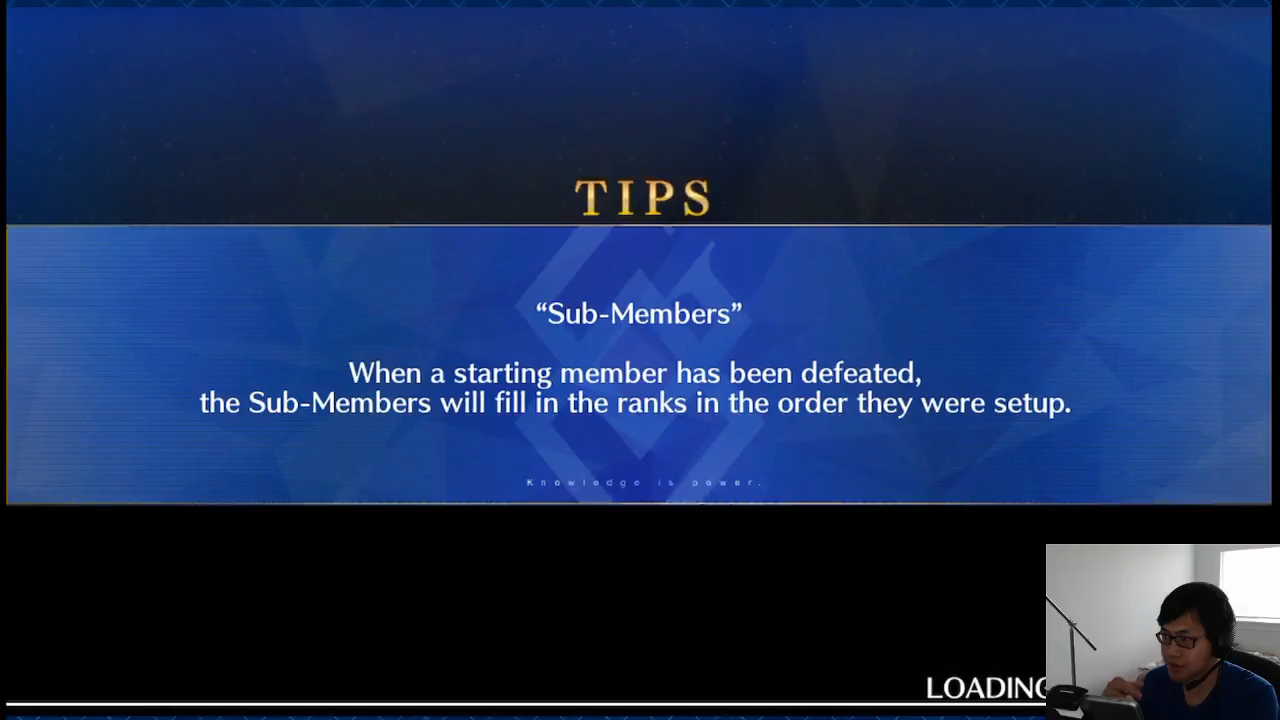 TIPS
“Sub-Members”
When a starting member has been defeated,
the Sub-Members will fill in the ranks in the order they were setup.
Knowledge is power.
LOADING